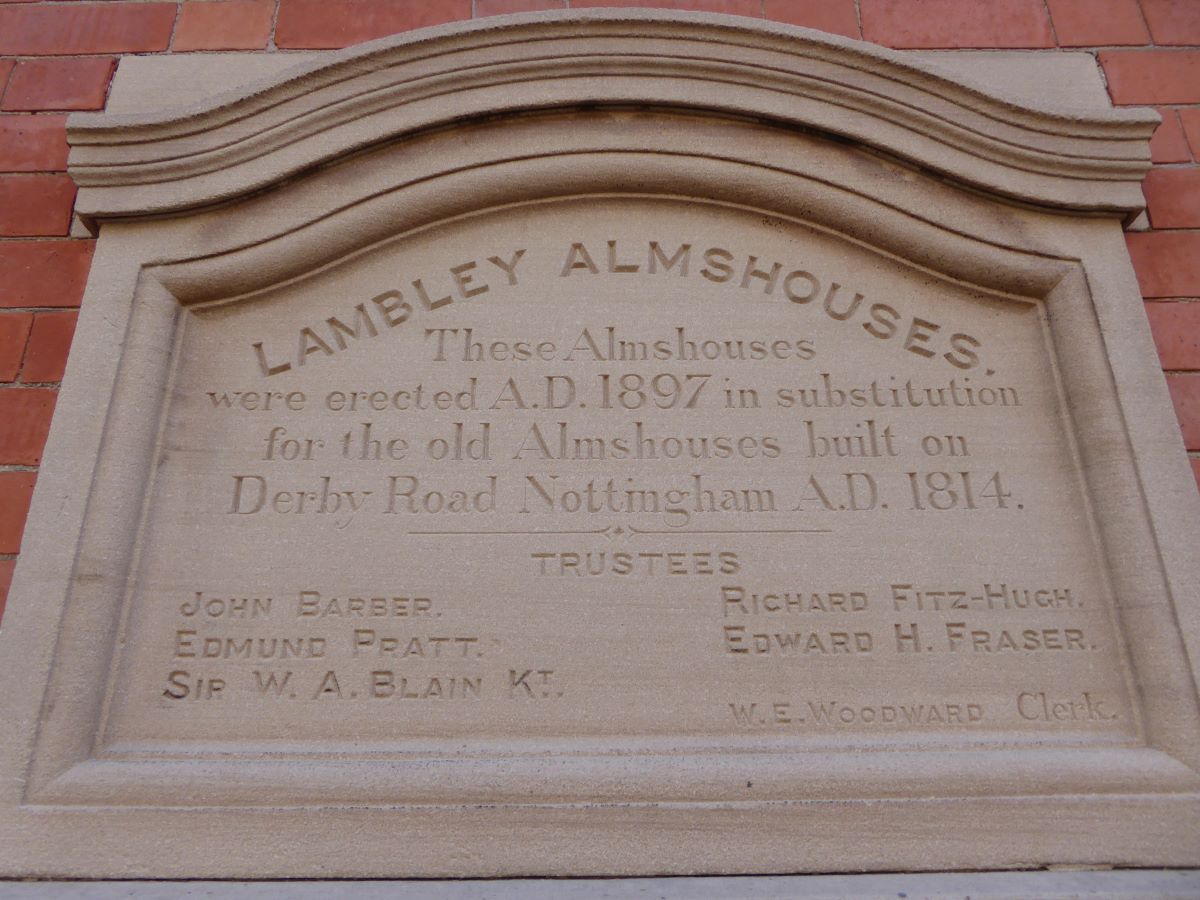 LAMBLEY ALMSHOUSES.
These Almshouses
were erected A.D. 1897 in substitution
for the old Almshouses built on
Derby Road Nottingham A.D. 1814.
TRUSTEES
JOHN BARBER.
EDMUND PRATT.
SIR W. A. BLAIN KT.
RICHARD FITZ-HUGH.
EDWARD H. FRASER.
W. E. WOODWARD Clerk.